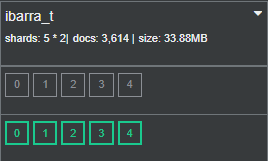 ibarra_t
shards: 5 * 2| docs: 3,614 | size: 33.88MB
0 1 2 3 4
0 1 2 3 4